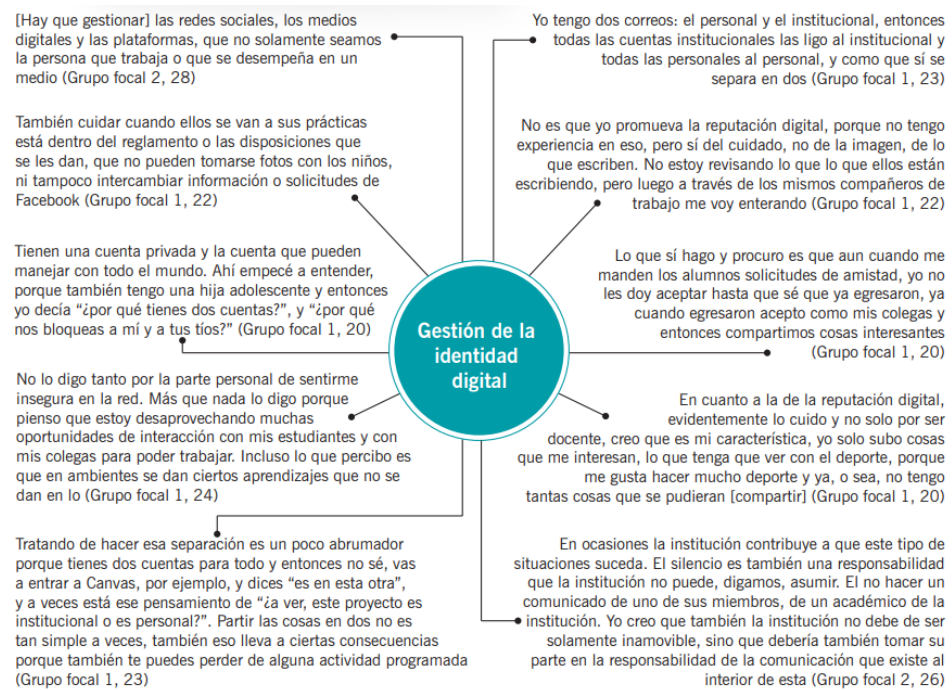 [Hay que gestionar] las redes sociales, los medios
digitales y las plataformas, que no solamente seamos
la persona que trabaja o que se desempeña en un
medio (Grupo focal 2, 28)
También cuidar cuando ellos se van a sus prácticas
está dentro del reglamento o las disposiciones que
se les dan, que no pueden tomarse fotos con los niños,
ni tampoco intercambiar información o solicitudes de
Facebook (Grupo focal 1, 22)
Tienen una cuenta privada y la cuenta que pueden
manejar con todo el mundo. Ahí empecé a entender,
porque también tengo una hija adolescente y entonces
yo decía “¿por qué tienes dos cuentas?”, y “¿por qué
nos bloqueas a mí y a tus tíos?” (Grupo focal 1, 20)
No lo digo tanto por la parte personal de sentirme
insegura en la red. Más que nada lo digo porque
pienso que estoy desaprovechando muchas
oportunidades de interacción con mis estudiantes y con
mis colegas para poder trabajar. Incluso lo que percibo es
que en ambientes se dan ciertos aprendizajes que no se
dan en lo (Grupo focal 1, 24)
Tratando de hacer esa separación es un poco abrumador
porque tienes dos cuentas para todo y entonces no sé, vas
a entrar a Canvas, por ejemplo, y dices “es en esta otra”,
y a veces está ese pensamiento de “¿a ver, este proyecto es
institucional o es personal?”. Partir las cosas en dos no es
tan simple a veces, también eso lleva a ciertas consecuencias
porque también te puedes perder de alguna actividad programada
(Grupo focal 1, 23)
Gestión de la
identidad
digital
Yo tengo dos correos: el personal y el institucional, entonces
todas las cuentas institucionales las ligo al institucional y
todas las personales al personal, y como que sí se
separa en dos (Grupo focal 1, 23)
No es que yo promueva la reputación digital, porque no tengo
experiencia en eso, pero sí del cuidado, no de la imagen, de lo
que escriben. No estoy revisando lo que lo que ellos están
escribiendo, pero luego a través de los mismos compañeros de
trabajo me voy enterando (Grupo focal 1, 22)
Lo que sí hago y procuro es que aun cuando me
manden los alumnos solicitudes de amistad, yo no
les doy aceptar hasta que sé que ya egresaron, ya
cuando egresaron acepto como mis colegas y
entonces compartimos cosas interesantes
(Grupo focal 1, 20)
En cuanto a la de la reputación digital,
evidentemente lo cuido y no solo por ser
docente, creo que es mi característica, yo solo subo cosas
que me interesan, lo que tenga que ver con el deporte, porque
me gusta hacer mucho deporte y ya, o sea, no tengo
tantas cosas que se pudieran [compartir] (Grupo focal 1, 20)
En ocasiones la institución contribuye a que este tipo de
situaciones suceda. El silencio es también una responsabilidad
que la institución no puede, digamos, asumir. El no hacer un
comunicado de uno de sus miembros, de un académico de la
institución. Yo creo que también la institución no debe de ser
solamente inamovible, sino que debería también tomar su
parte en la responsabilidad de la comunicación que existe al
interior de esta (Grupo focal 2, 26)